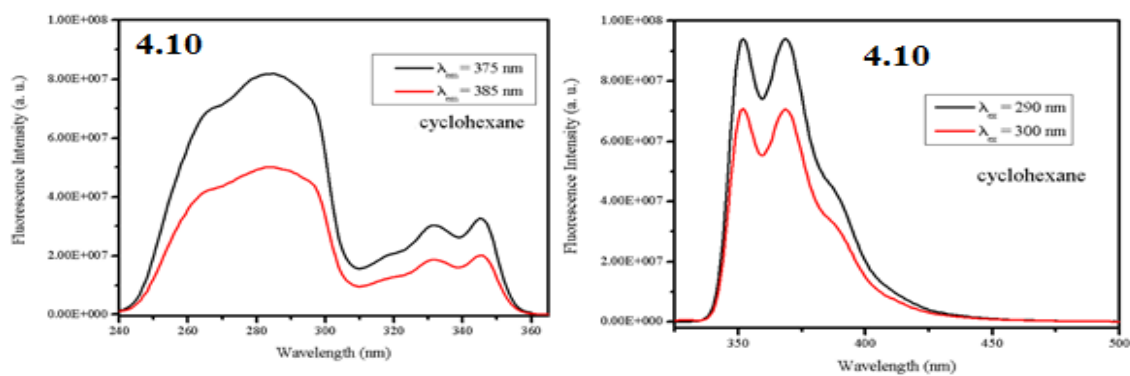 4.10
λem = 375 nm
λem = 385 nm
cyclohexane
Fluorescence Intensity (a. u.)
1.00E+008
8.00E+007
6.00E+007
4.00E+007
2.00E+007
0.00E+000
240 260 280 300 320 340 360
Wavelength (nm)
4.10
λex = 290 nm
λex = 300 nm
cyclohexane
Fluorescence Intensity (a. u.)
1.00E+008
8.00E+007
6.00E+007
4.00E+007
2.00E+007
0.00E+000
350 400 450 500
Wavelength (nm)